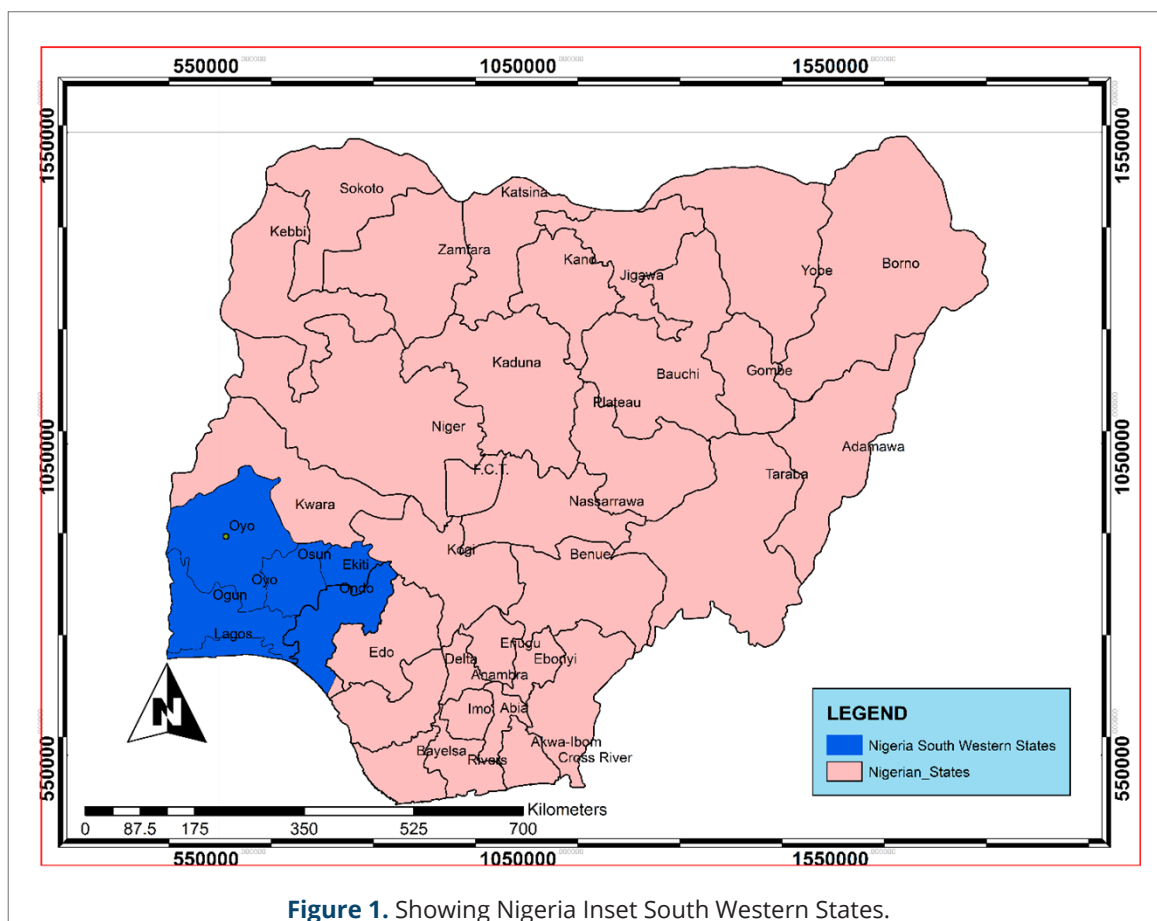 550000 1050000 1550000
1550000
1550000
Sokoto
Katsina
Kebbi
Zamfara
Kano
Jigawa
Yobe
Borno
Kaduna
Bauchi
Gombe
Plateau
Niger
Adamawa
1050000
1050000
F.C.T.
Taraba
Kwara
Nassarrawa
Oyo
Kogi
Benue
Osun
Ekiti
Oyo
Ondo
Ogun
Lagos
Edo
Enugu
Delta
Ebonyi
Anambra
Imo
Abia
Akwa-Ibom
Bayelsa
Rivers
Cross River
N
LEGEND
Nigeria South Western States
Nigerian_States
550000
550000
Kilometers
0 87.5 175 350 525 700
550000 1050000 1550000
Figure 1. Showing Nigeria Inset South Western States.